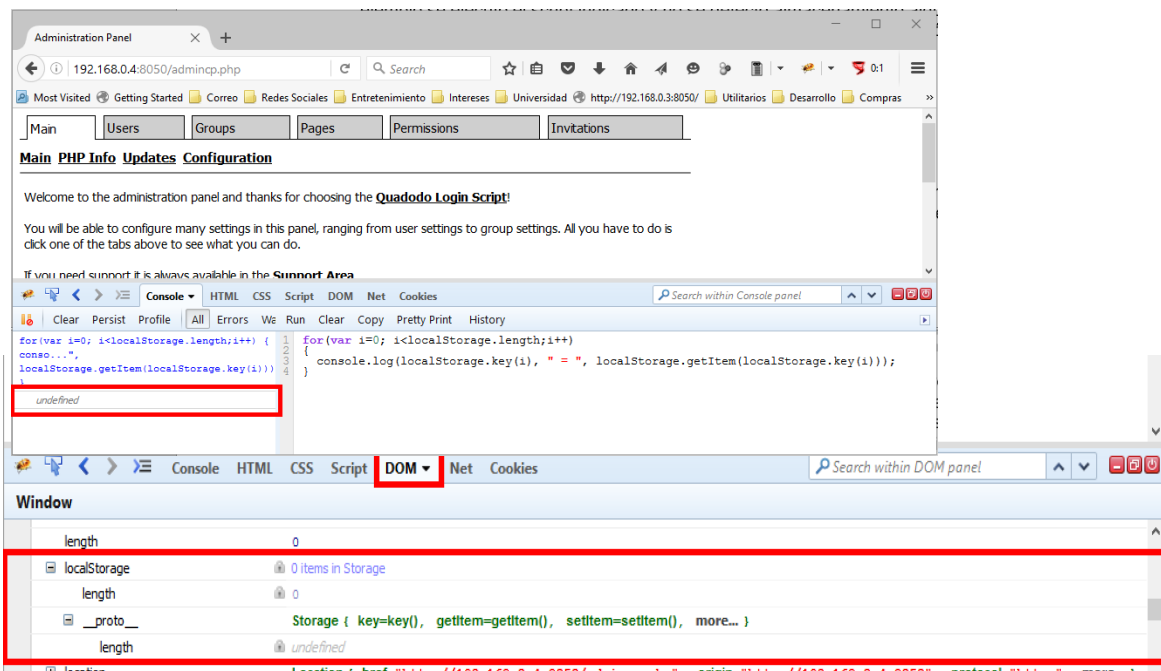 Administration Panel
192.168.0.4:8050/admincp.php
Search
0:1
Most Visited Getting Started Correo Redes Sociales Entretenimiento Intereses Universidad http://192.168.0.3:8050/ Utilitarios Desarrollo Compras »
Main Users Groups Pages Permissions Invitations
Main PHP Info Updates Configuration
Welcome to the administration panel and thanks for choosing the Quadodo Login Script!
You will be able to configure many settings in this panel, ranging from user settings to group settings. All you have to do is
click one of the tabs above to see what you can do.
If you need support it is always available in the Support Area
Console HTML CSS Script DOM Net Cookies
Search within Console panel
Clear Persist Profile All Errors Wa Run Clear Copy Pretty Print History
for(var i=0; i<localStorage.length;i++) {
conso...",
localStorage.getItem(localStorage.key(i)))
}
undefined
1 for(var i=0; i<localStorage.length;i++)
2 {
3 console.log(localStorage.key(i), " = ", localStorage.getItem(localStorage.key(i)));
4 }
Console HTML CSS Script DOM Net Cookies
Search within DOM panel
Window
length 0
localStorage 0 items in Storage
length 0
__proto__ Storage { key=key(), getItem=getItem(), setItem=setItem(), more... }
length undefined